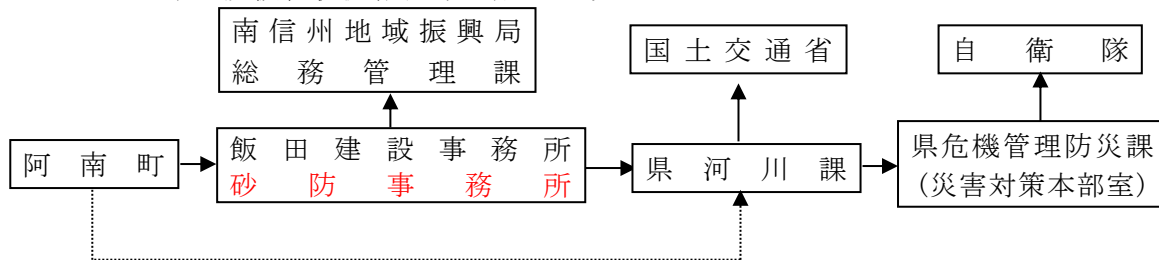 南信州地域振興局
総務管理課
国土交通省
自衛隊
阿南町
飯田建設事務所
砂防事務所
県河川課
県危機管理防災課
（災害対策本部室）